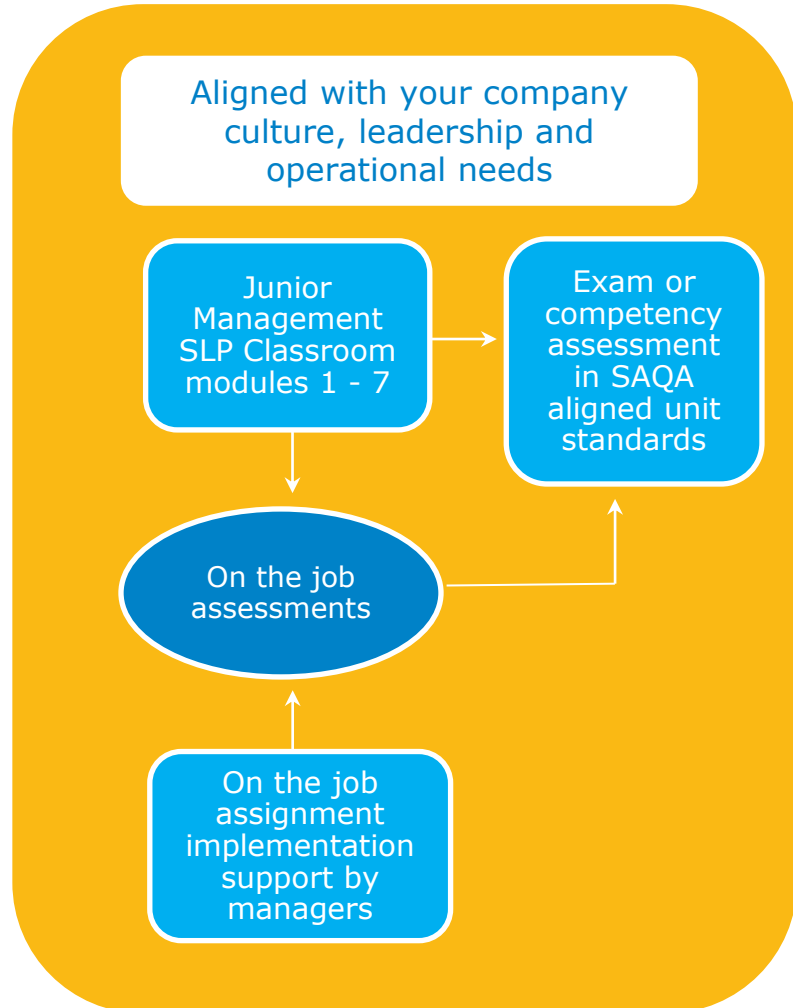 Aligned with your company
culture, leadership and
operational needs
Junior
Management
SLP Classroom
modules 1 - 7
Exam or
competency
assessment
in SAQA
aligned unit
standards
On the job
assessments
On the job
assignment
implementation
support by
managers